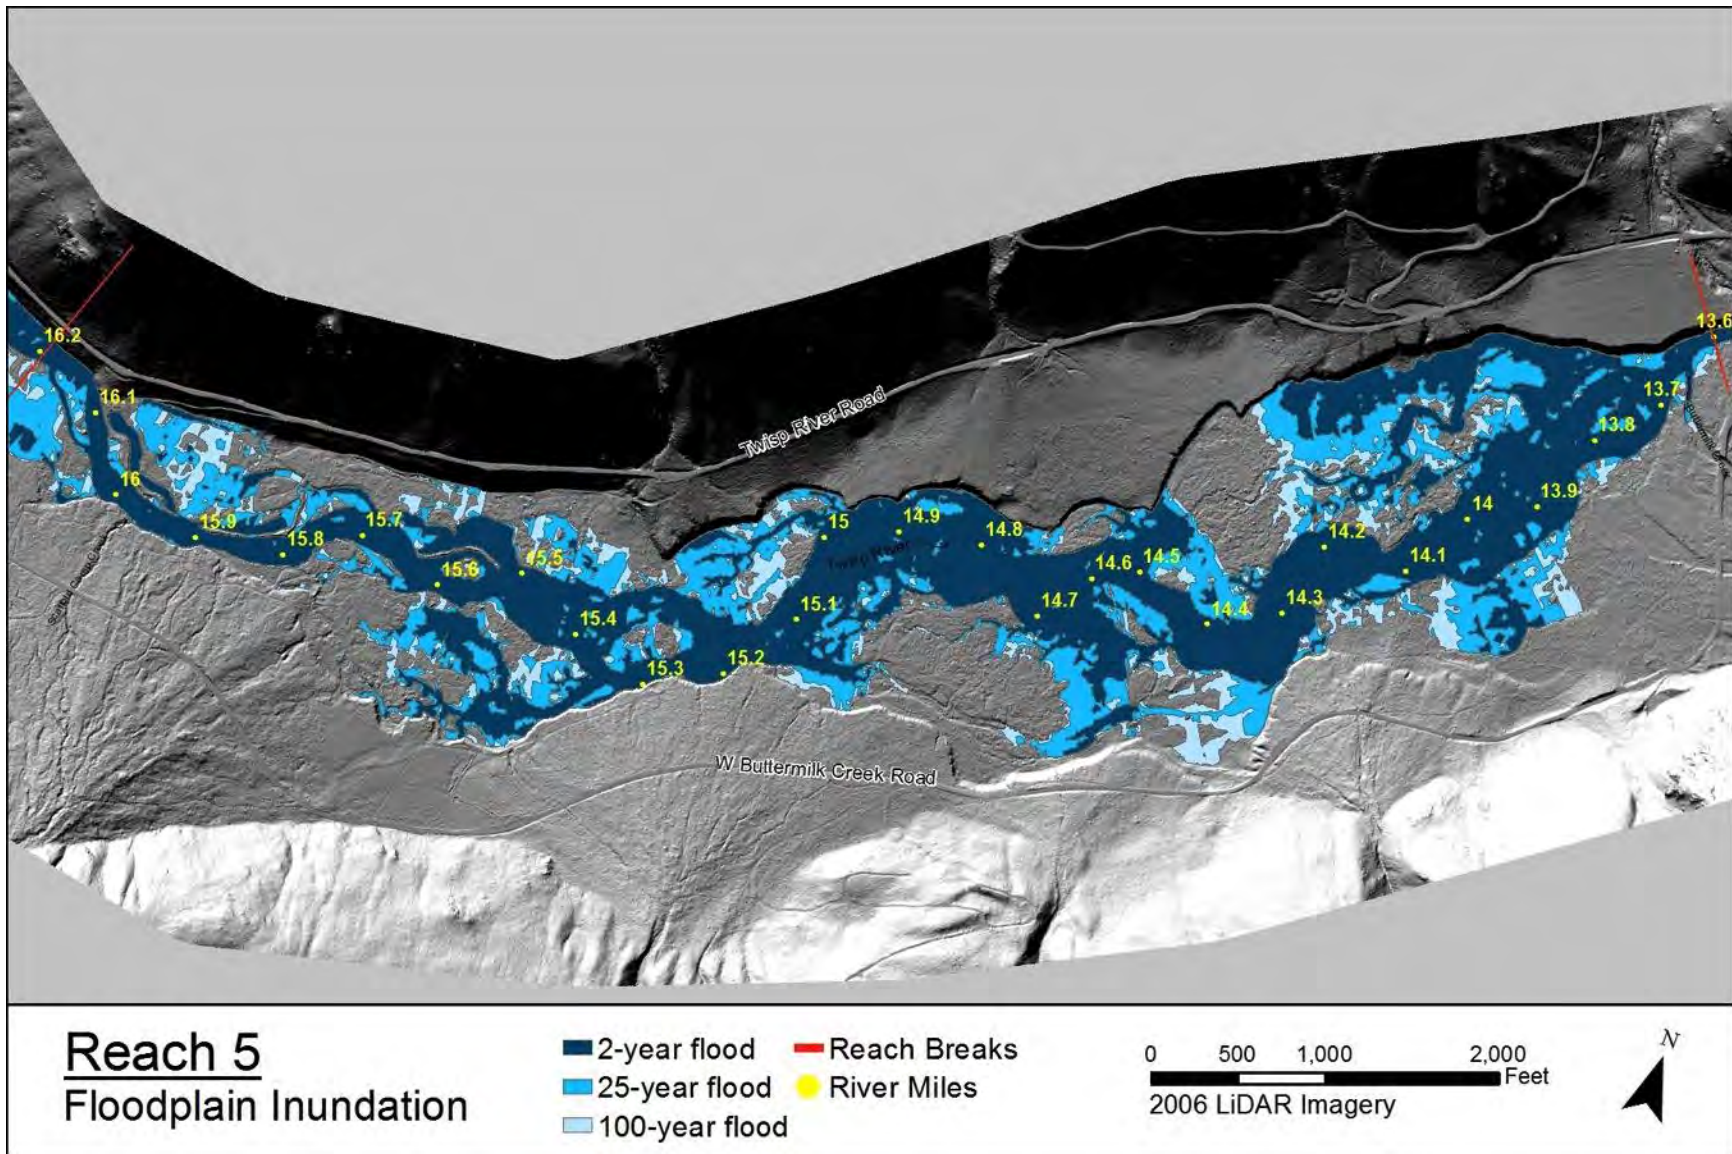 16.2
16.1
16
15.9
15.8
15.7
15.6
15.5
15.4
15.3
15.2
15.1
15
14.9
14.8
14.7
14.6
14.5
14.4
14.3
14.2
14.1
14
13.9
13.8
13.7
13.6
Twisp River Road
Twisp River
W Buttermilk Creek Road
Reach 5
Floodplain Inundation
2-year flood
25-year flood
100-year flood
Reach Breaks
River Miles
0 500 1,000 2,000
Feet
2006 LiDAR Imagery
N